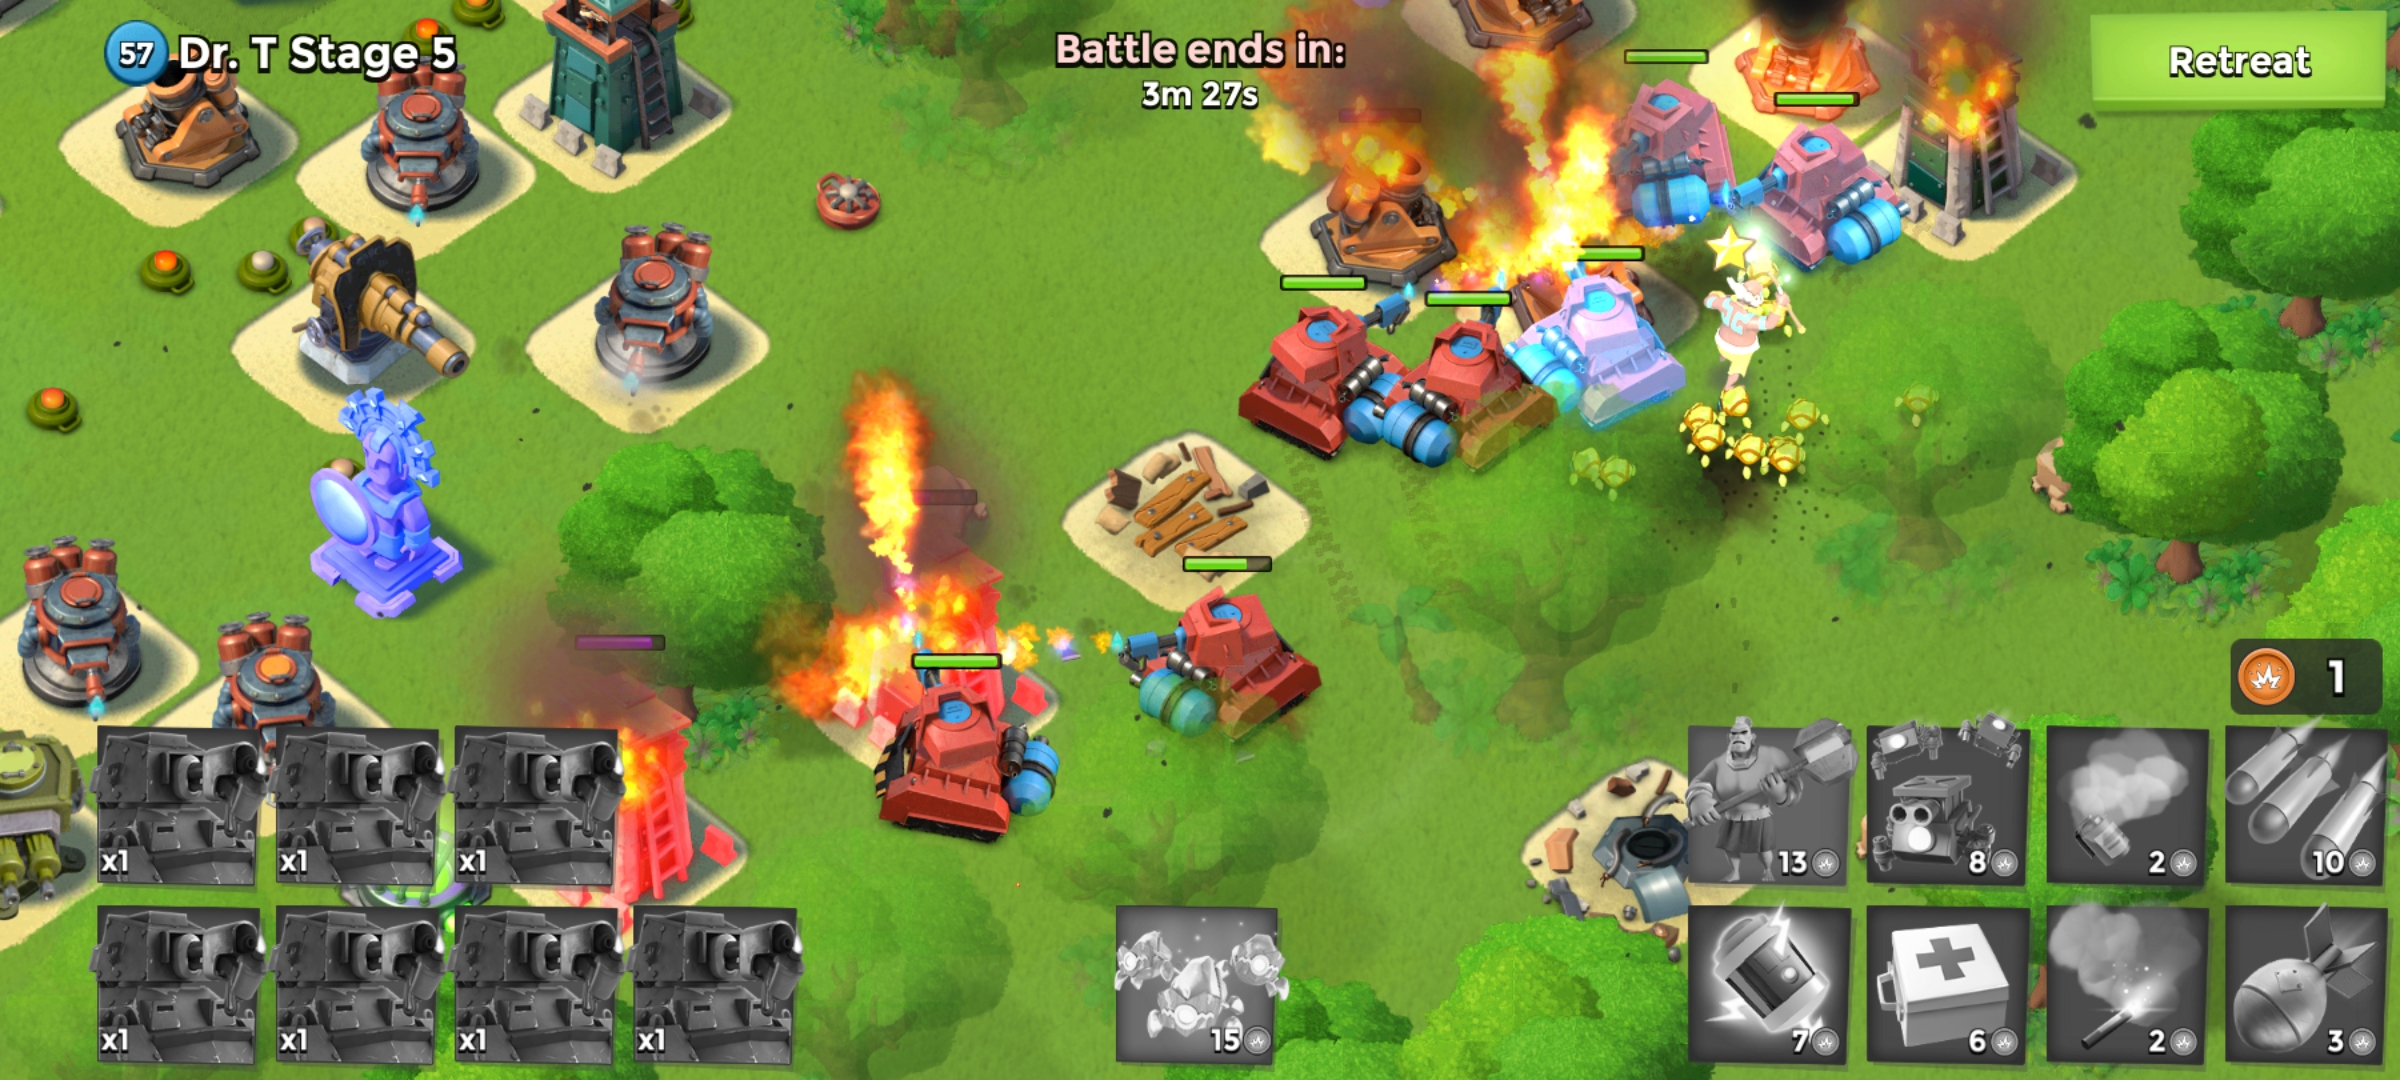 57 Dr. T Stage 5
Battle ends in:
3m 27s
Retreat
1
x1
x1
x1
13
8
2
10
x1
x1
x1
x1
15
7
6
2
3